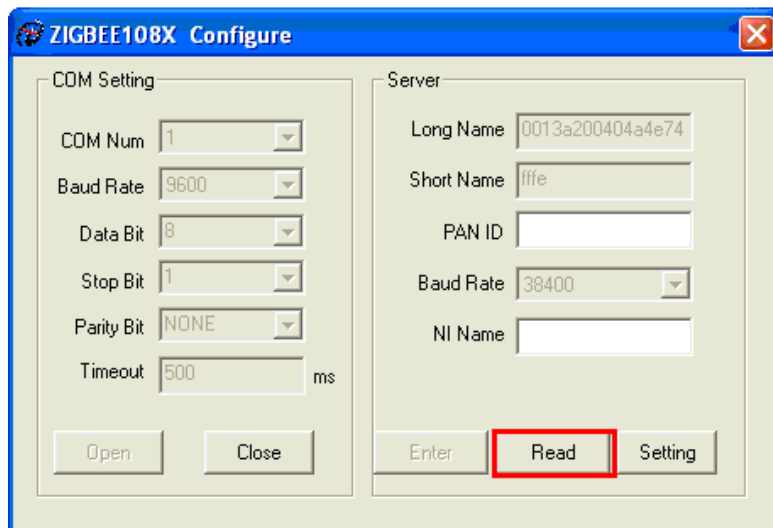 ZIGBEE108X Configure
COM Setting
COM Num 1
Baud Rate 9600
Data Bit 8
Stop Bit 1
Parity Bit NONE
Timeout 500 ms
Open Close
Server
Long Name 0013a200404a4e74
Short Name fffe
PAN ID
Baud Rate 38400
NI Name
Enter Read Setting